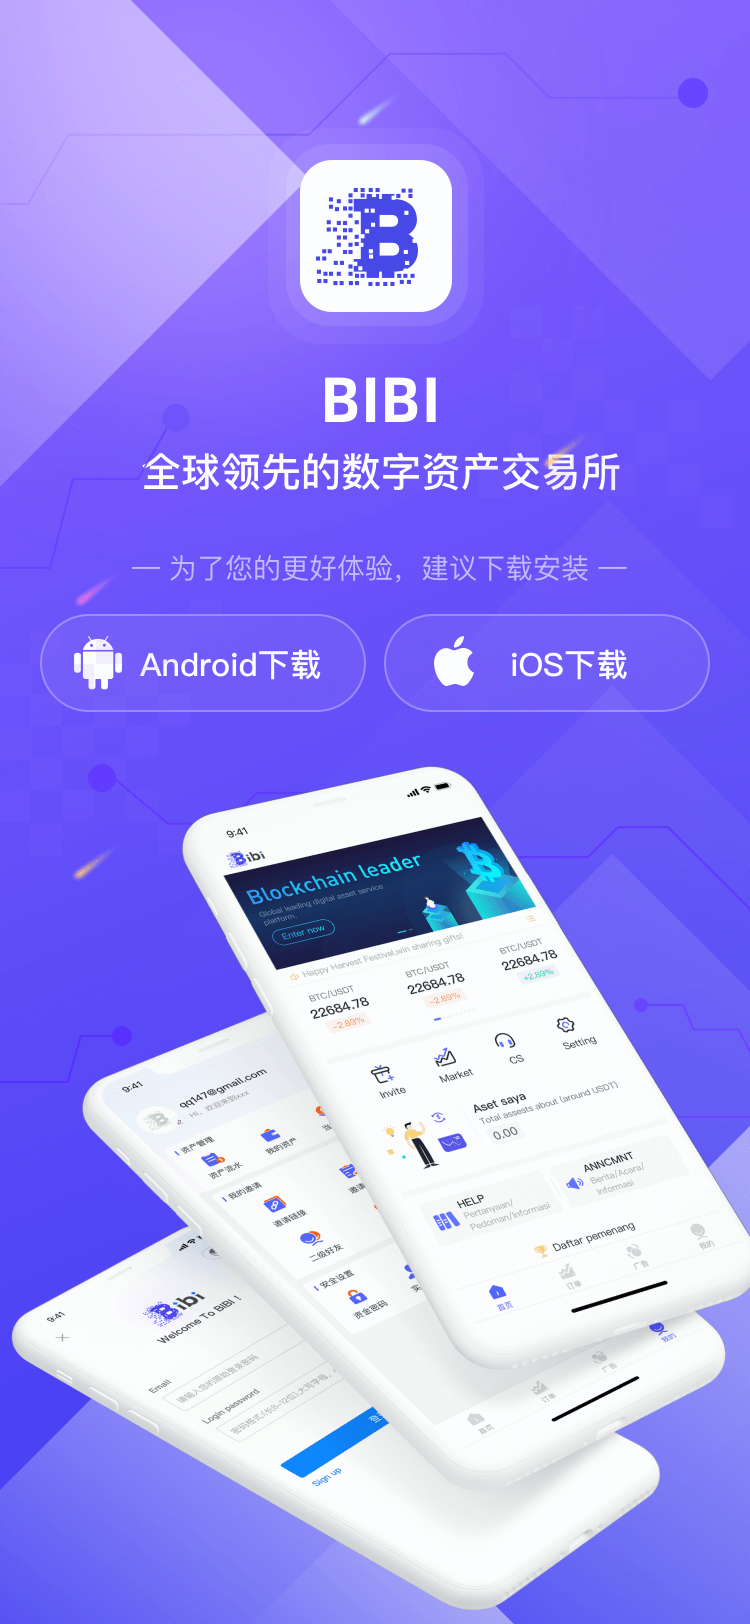 BIBI
全球领先的数字资产交易所
— 为了您的更好体验，建议下载安装 —
Android下载
iOS下载
9:41
Bibi
Blockchain leader
Global leading digital asset service
platform.
Enter now
Happy Harvest Festival,win sharing gifts!
BTC/USDT
22684.78
-2.89%
BTC/USDT
22684.78
-2.89%
BTC/USDT
22684.78
+2.89%
Invite
Market
CS
Setting
Aset saya
Total assests about (around USDT)
0.00
HELP
Pertanyaan/
Pedoman/Informasi
ANNCMNT
Berita/Acara/
Informasi
Daftar pemenang
首页
订单
广告
我的
9:41
qq147@gmail.com
Hi，欢迎来到xxx
资产管理
资产流水
我的资产
当
我的邀请
邀请链接
邀请
二级好友
安全设置
资金密码
实
首页
订单
广告
我的
9:41
Bibi
Welcome To BIBI !
Email
请输入您的原始登录密码
Login password
密码格式(长8-12位),大写字母,
登
Sign up